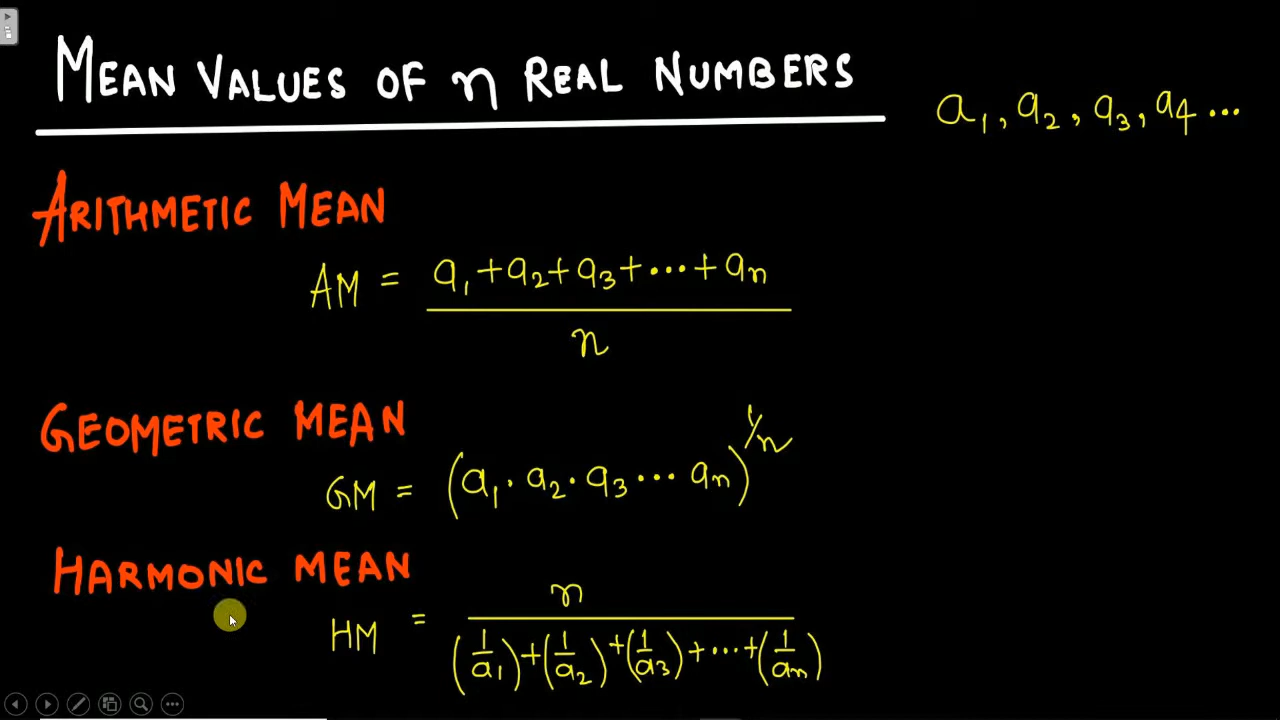 MEAN VALUES OF n REAL NUMBERS
a₁, a₂, a₃, a₄ ...
ARITHMETIC MEAN
AM = (a₁ + a₂ + a₃ + ... + aₙ) / n
GEOMETRIC MEAN
GM = (a₁ · a₂ · a₃ ... aₙ)^(1/n)
HARMONIC MEAN
HM = n / ((1/a₁) + (1/a₂) + (1/a₃) + ... + (1/aₙ))